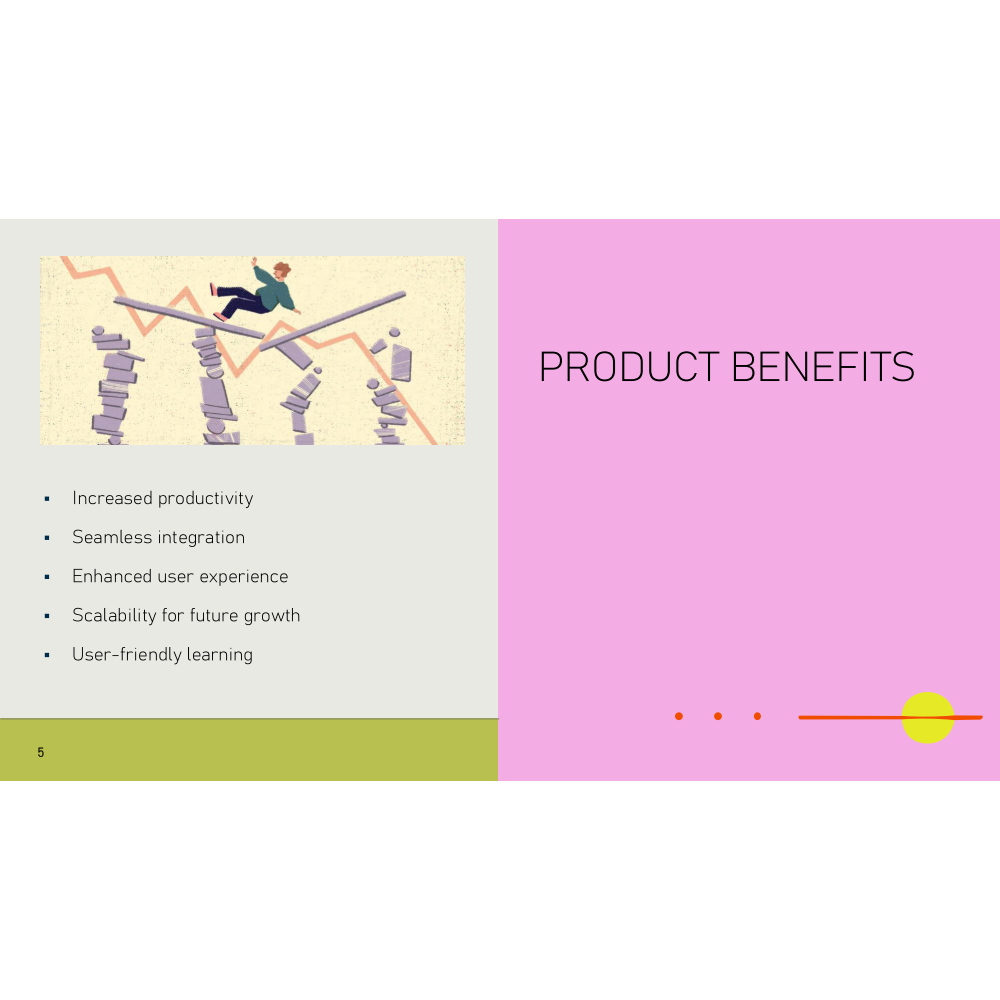 PRODUCT BENEFITS
▪ Increased productivity
▪ Seamless integration
▪ Enhanced user experience
▪ Scalability for future growth
▪ User-friendly learning
5